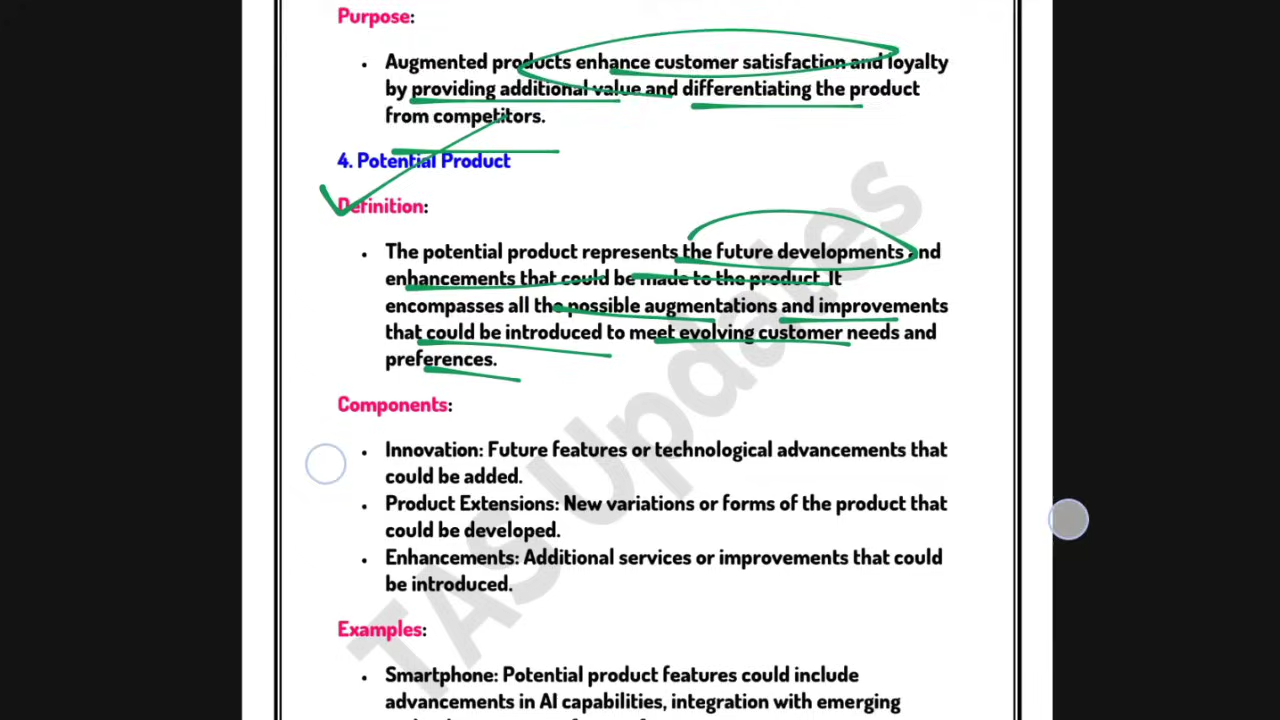 Purpose:
• Augmented products enhance customer satisfaction and loyalty
by providing additional value and differentiating the product
from competitors.
4. Potential Product
Definition:
• The potential product represents the future developments and
enhancements that could be made to the product. It
encompasses all the possible augmentations and improvements
that could be introduced to meet evolving customer needs and
preferences.
Components:
• Innovation: Future features or technological advancements that
could be added.
• Product Extensions: New variations or forms of the product that
could be developed.
• Enhancements: Additional services or improvements that could
be introduced.
Examples:
• Smartphone: Potential product features could include
advancements in AI capabilities, integration with emerging
TAS Updates